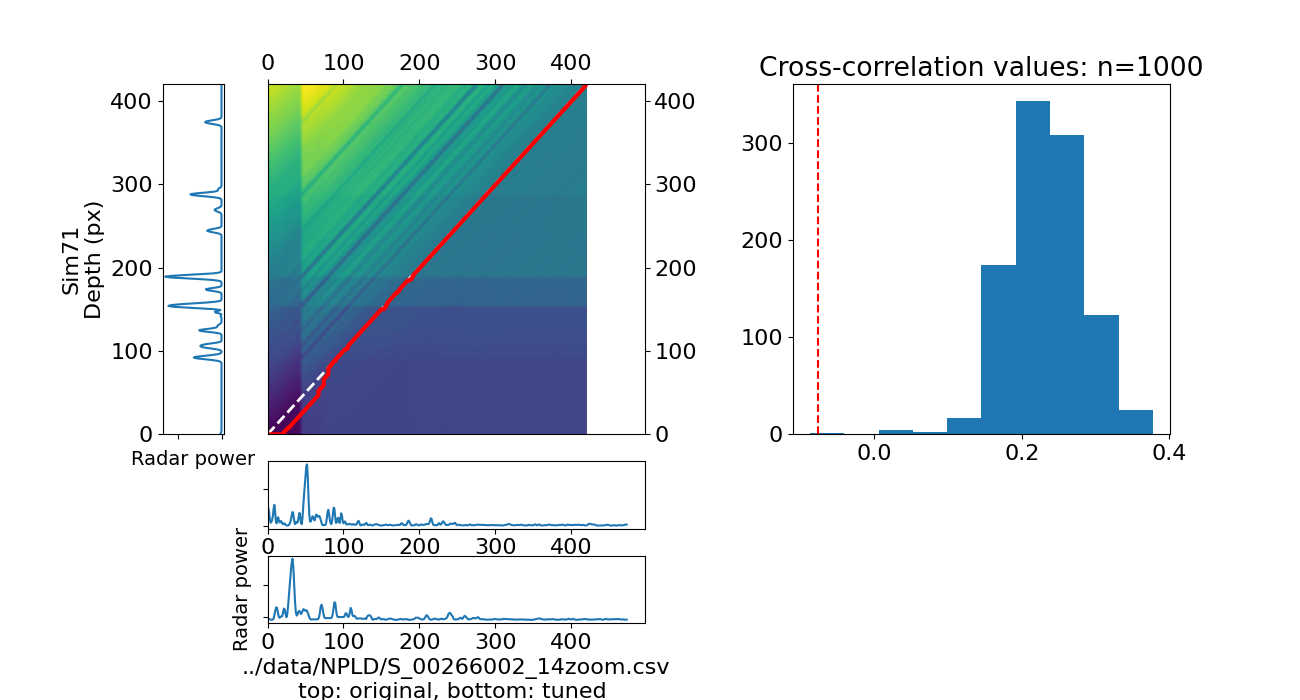 0 100 200 300 400
Cross-correlation values: n=1000
400
300
200
100
0
Sim71
Depth (px)
Radar power
400
300
200
100
0
300
200
100
0
0.0 0.2 0.4
0 100 200 300 400
Radar power
0 100 200 300 400
../data/NPLD/S_00266002_14zoom.csv
top: original, bottom: tuned